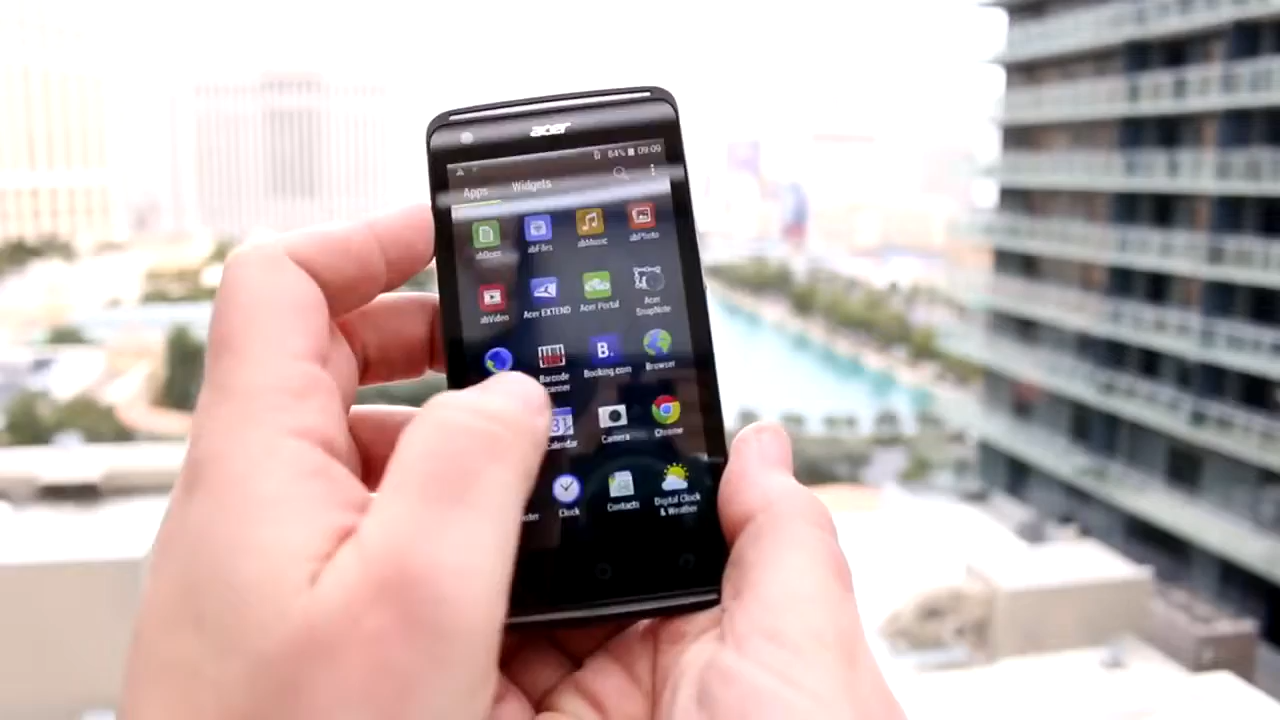 acer
84% 09:09
Apps Widgets
abDocs abFiles abMusic abPhoto
abVideo Acer EXTEND Acer Portal Acer
SnapNote
Barcode Booking.com Browser
B.
31
Calendar Camera Chrome
Clock Contacts Digital Clock
& Weather